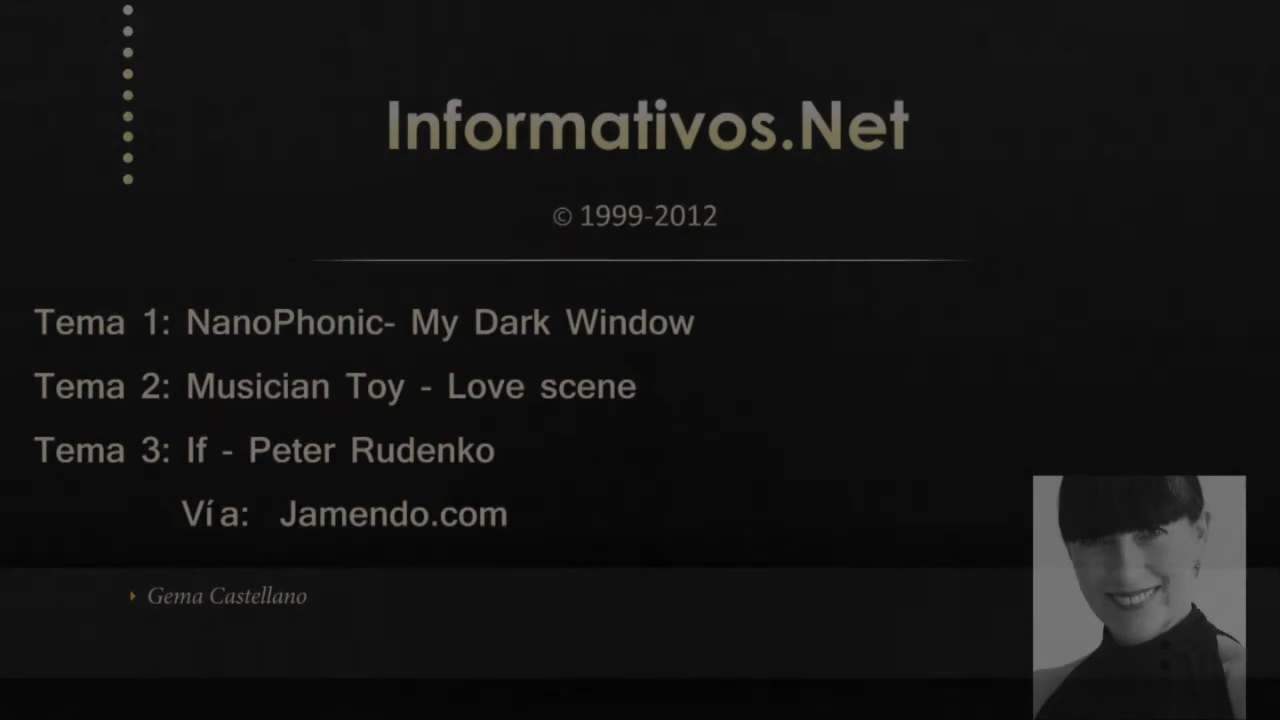 Informativos.Net
© 1999-2012
Tema 1: NanoPhonic- My Dark Window
Tema 2: Musician Toy - Love scene
Tema 3: If - Peter Rudenko
Vía: Jamendo.com
Gema Castellano